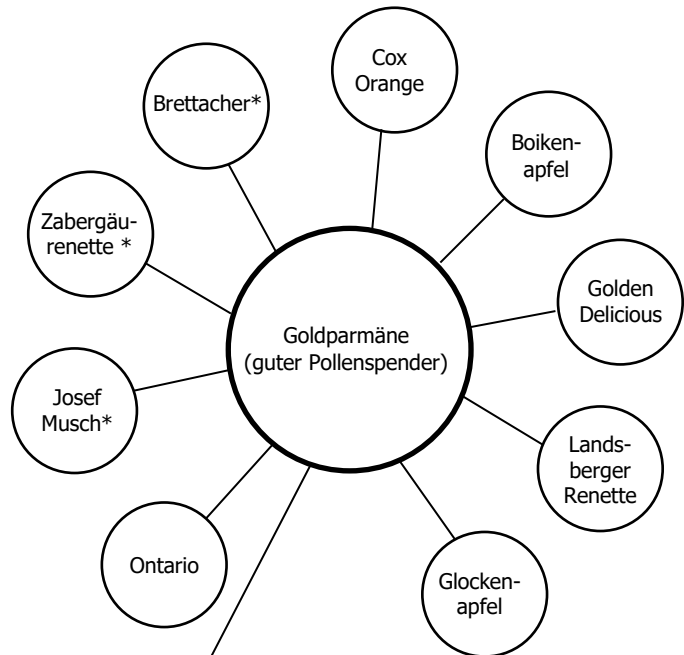 Cox
Orange
Brettacher*
Boiken-
apfel
Zabergäu-
renette *
Golden
Delicious
Goldparmäne
(guter Pollenspender)
Josef
Musch*
Lands-
berger
Renette
Ontario
Glocken-
apfel